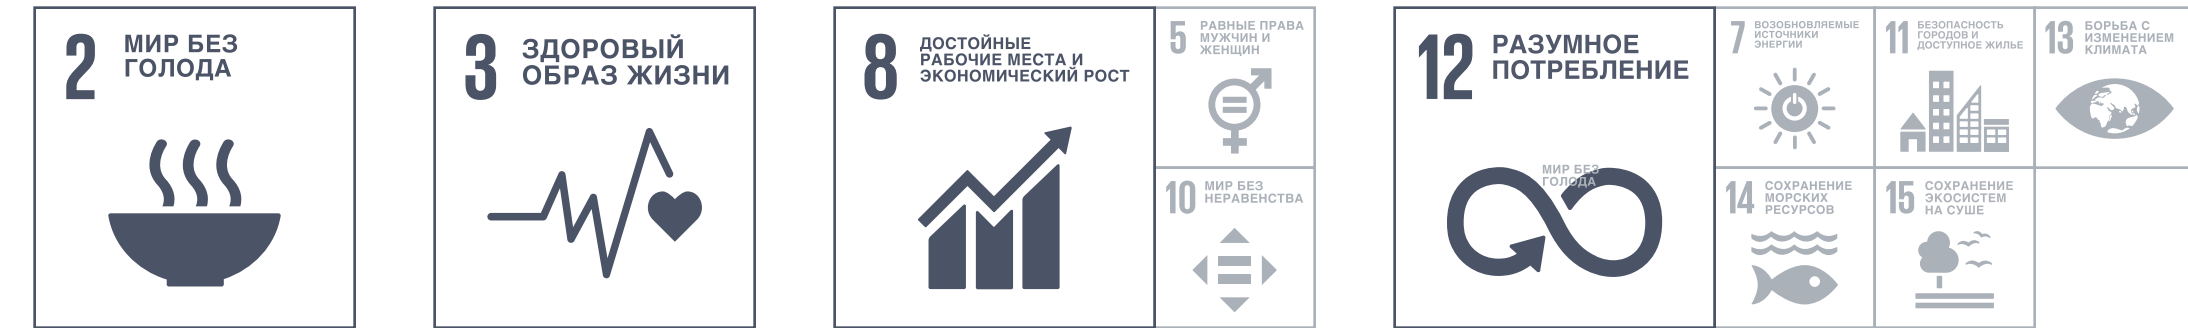 2
МИР БЕЗ
ГОЛОДА
3
ЗДОРОВЫЙ
ОБРАЗ ЖИЗНИ
8
ДОСТОЙНЫЕ
РАБОЧИЕ МЕСТА И
ЭКОНОМИЧЕСКИЙ РОСТ
5
РАВНЫЕ ПРАВА
МУЖЧИН И
ЖЕНЩИН
10
МИР БЕЗ
НЕРАВЕНСТВА
12
РАЗУМНОЕ
ПОТРЕБЛЕНИЕ
МИР БЕЗ
ГОЛОДА
7
ВОЗОБНОВЛЯЕМЫЕ
ИСТОЧНИКИ
ЭНЕРГИИ
11
БЕЗОПАСНОСТЬ
ГОРОДОВ И
ДОСТУПНОЕ ЖИЛЬЕ
13
БОРЬБА С
ИЗМЕНЕНИЕМ
КЛИМАТА
14
СОХРАНЕНИЕ
МОРСКИХ
РЕСУРСОВ
15
СОХРАНЕНИЕ
ЭКОСИСТЕМ
НА СУШЕ